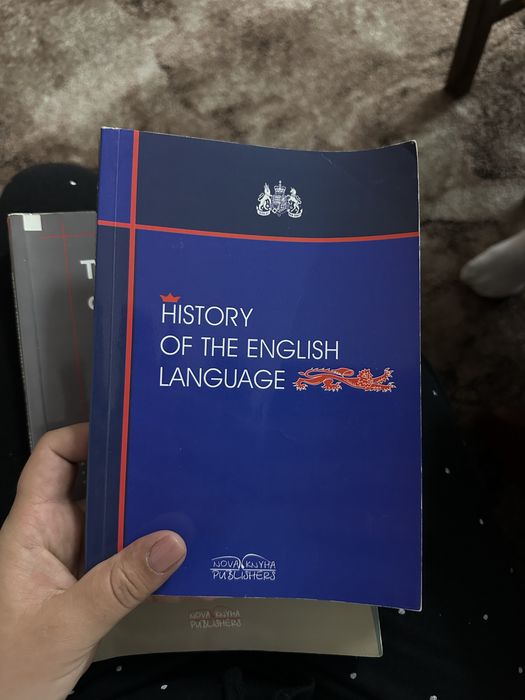 HISTORY
OF THE ENGLISH
LANGUAGE
NOVA KNYHA
PUBLISHERS
NOVA KNYHA
PUBLISHERS